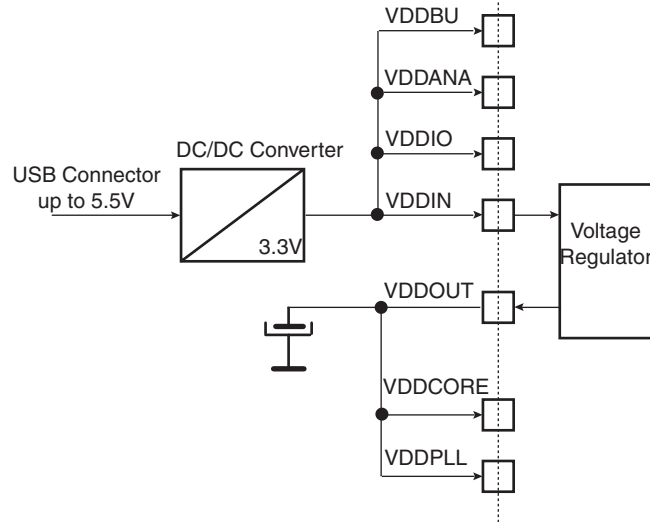 VDDBU
VDDANA
DC/DC Converter
VDDIO
USB Connector
up to 5.5V
VDDIN
3.3V
Voltage
Regulator
VDDOUT
VDDCORE
VDDPLL